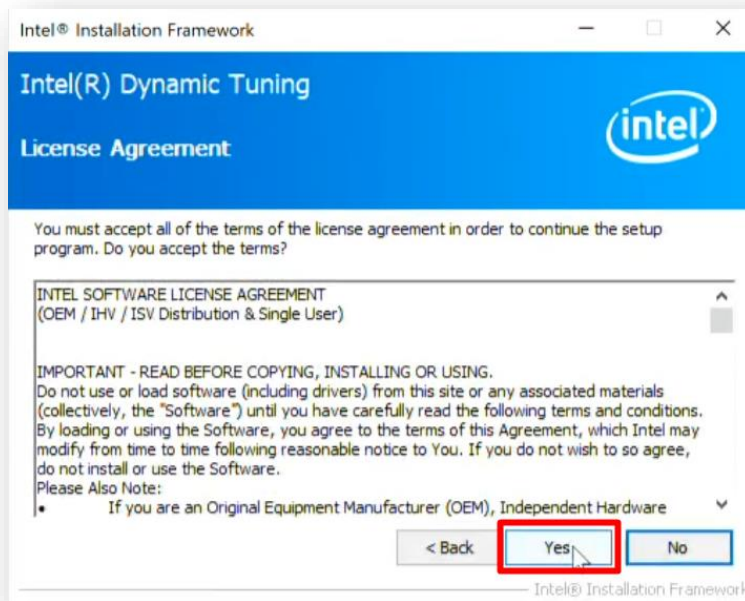 Intel® Installation Framework
Intel(R) Dynamic Tuning
License Agreement
intel
You must accept all of the terms of the license agreement in order to continue the setup
program. Do you accept the terms?
INTEL SOFTWARE LICENSE AGREEMENT
(OEM / IHV / ISV Distribution & Single User)
IMPORTANT - READ BEFORE COPYING, INSTALLING OR USING.
Do not use or load software (including drivers) from this site or any associated materials
(collectively, the "Software") until you have carefully read the following terms and conditions.
By loading or using the Software, you agree to the terms of this Agreement, which Intel may
modify from time to time following reasonable notice to You. If you do not wish to so agree,
do not install or use the Software.
Please Also Note:
• If you are an Original Equipment Manufacturer (OEM), Independent Hardware
< Back Yes No
Intel® Installation Framework